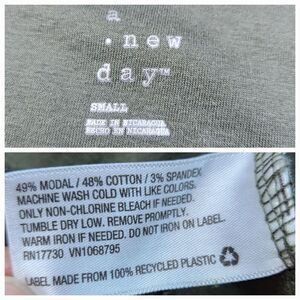 a
.new
day™
SMALL
MADE IN NICARAGUA
HECHO EN NICARAGUA
49% MODAL / 48% COTTON / 3% SPANDEX
MACHINE WASH COLD WITH LIKE COLORS.
ONLY NON-CHLORINE BLEACH IF NEEDED.
TUMBLE DRY LOW. REMOVE PROMPTLY.
WARM IRON IF NEEDED. DO NOT IRON ON LABEL.
RN17730 VN1068795
LABEL MADE FROM 100% RECYCLED PLASTIC